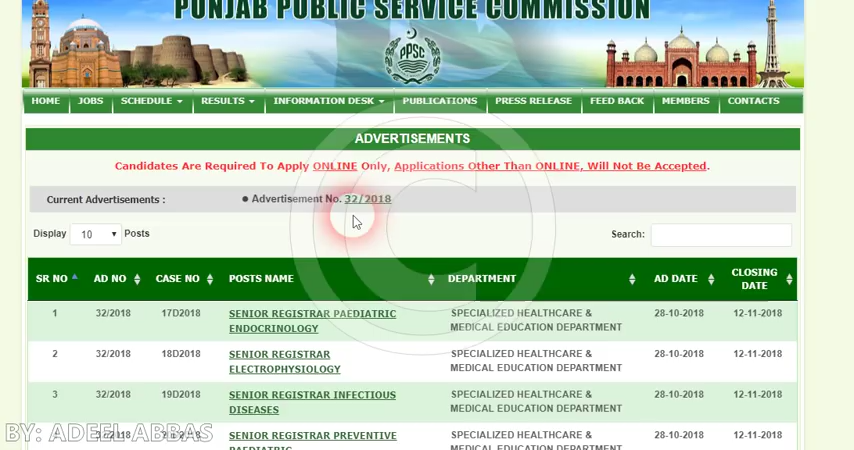 PUNJAB PUBLIC SERVICE COMMISSION
PPSC
HOME JOBS SCHEDULE RESULTS INFORMATION DESK PUBLICATIONS PRESS RELEASE FEED BACK MEMBERS CONTACTS
ADVERTISEMENTS
Candidates Are Required To Apply ONLINE Only, Applications Other Than ONLINE, Will Not Be Accepted.
Current Advertisements : ● Advertisement No. 32/2018
Display 10 Posts Search:
SR NO AD NO CASE NO POSTS NAME DEPARTMENT AD DATE CLOSING DATE
1 32/2018 17D2018 SENIOR REGISTRAR PAEDIATRIC SPECIALIZED HEALTHCARE & 28-10-2018 12-11-2018
ENDOCRINOLOGY MEDICAL EDUCATION DEPARTMENT
2 32/2018 18D2018 SENIOR REGISTRAR SPECIALIZED HEALTHCARE & 28-10-2018 12-11-2018
ELECTROPHYSIOLOGY MEDICAL EDUCATION DEPARTMENT
3 32/2018 19D2018 SENIOR REGISTRAR INFECTIOUS SPECIALIZED HEALTHCARE & 28-10-2018 12-11-2018
DISEASES MEDICAL EDUCATION DEPARTMENT
32/2018 SENIOR REGISTRAR PREVENTIVE SPECIALIZED HEALTHCARE & 28-10-2018 12-11-2018
PAEDIATRIC MEDICAL EDUCATION DEPARTMENT
BY: ADEEL ABBAS